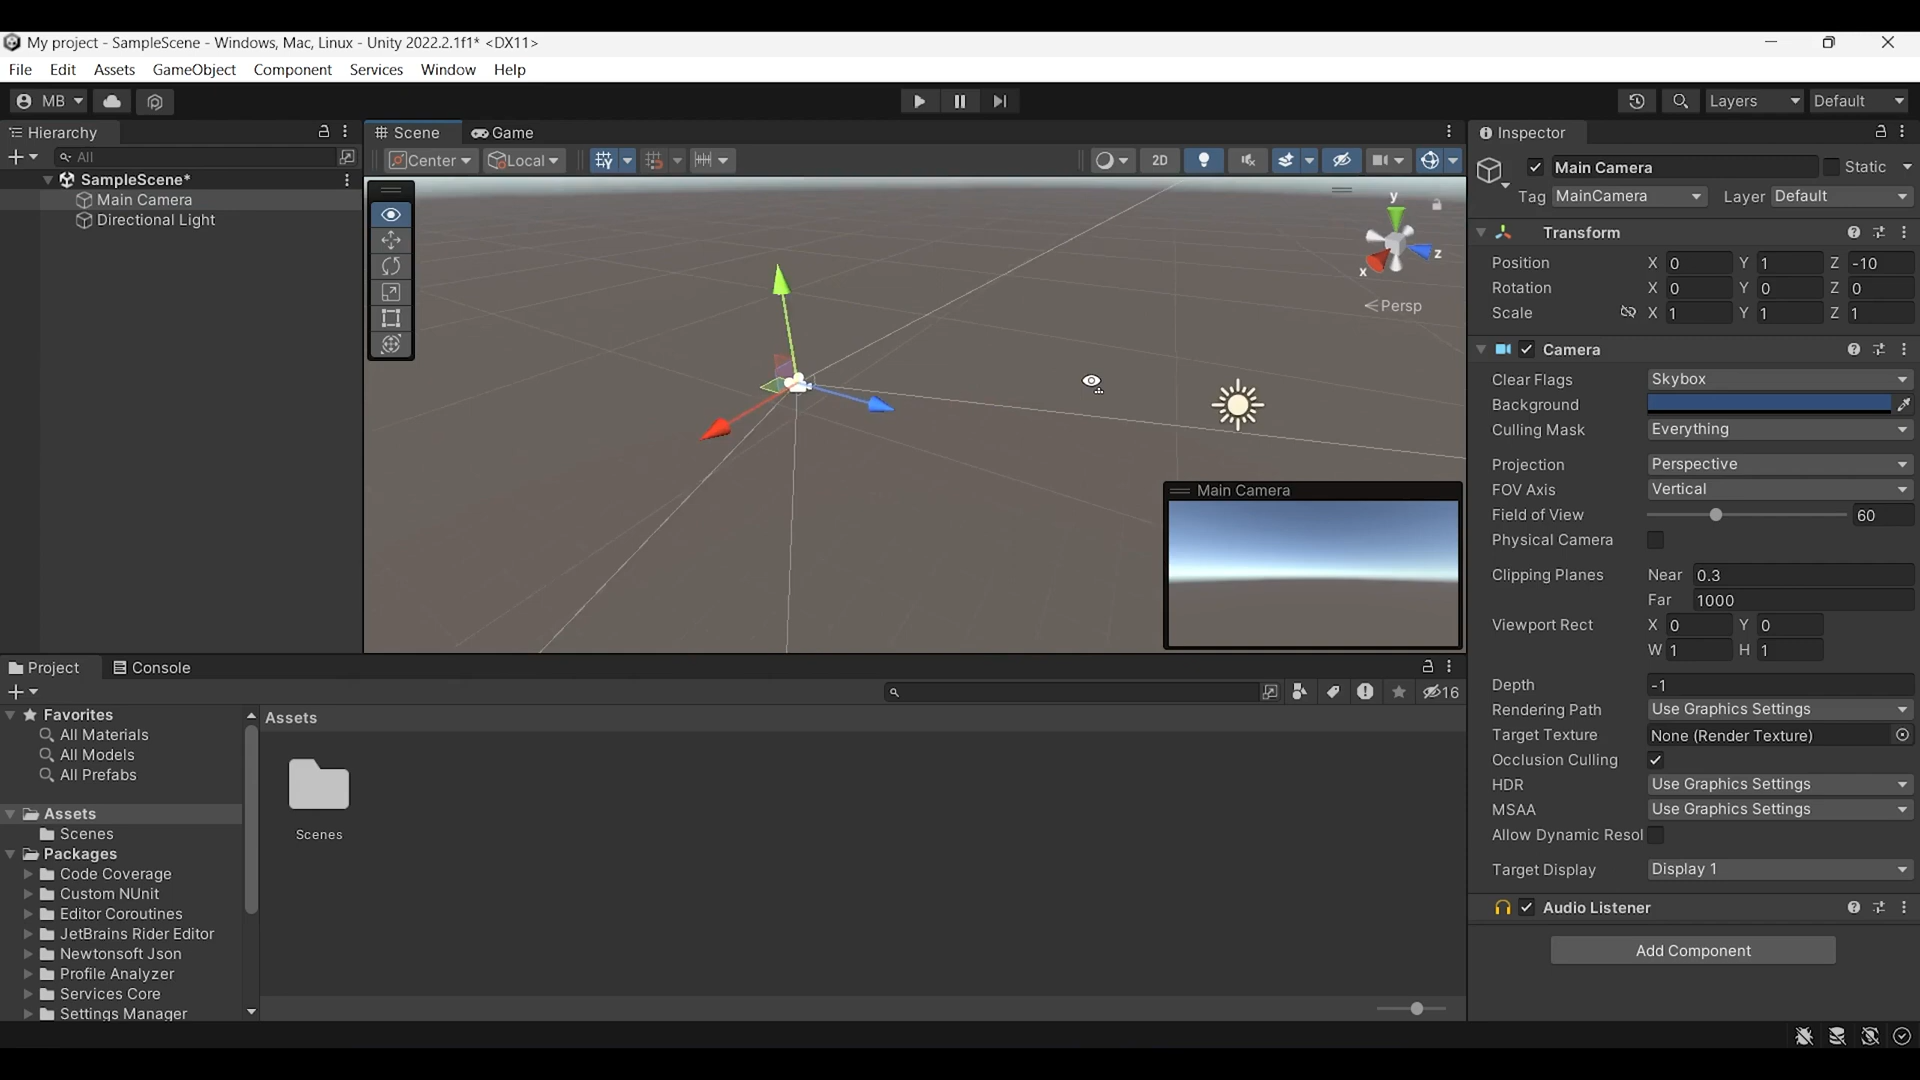 My project - SampleScene - Windows, Mac, Linux - Unity 2022.2.1f1* <DX11>
File Edit Assets GameObject Component Services Window Help
MB Layers Default
Hierarchy
All
SampleScene*
Main Camera
Directional Light
Scene Game
Center Local 2D
y
x
z
Persp
Main Camera
Inspector
Main Camera Static
Tag MainCamera Layer Default
Transform
Position X 0 Y 1 Z -10
Rotation X 0 Y 0 Z 0
Scale X 1 Y 1 Z 1
Camera
Clear Flags Skybox
Background
Culling Mask Everything
Projection Perspective
FOV Axis Vertical
Field of View 60
Physical Camera
Clipping Planes Near 0.3
Far 1000
Viewport Rect X 0 Y 0
W 1 H 1
Depth -1
Rendering Path Use Graphics Settings
Target Texture None (Render Texture)
Occlusion Culling
HDR Use Graphics Settings
MSAA Use Graphics Settings
Allow Dynamic Resol
Target Display Display 1
Audio Listener
Add Component
Project Console
16
Favorites
All Materials
All Models
All Prefabs
Assets
Scenes
Packages
Code Coverage
Custom NUnit
Editor Coroutines
JetBrains Rider Editor
Newtonsoft Json
Profile Analyzer
Services Core
Settings Manager
Assets
Scenes